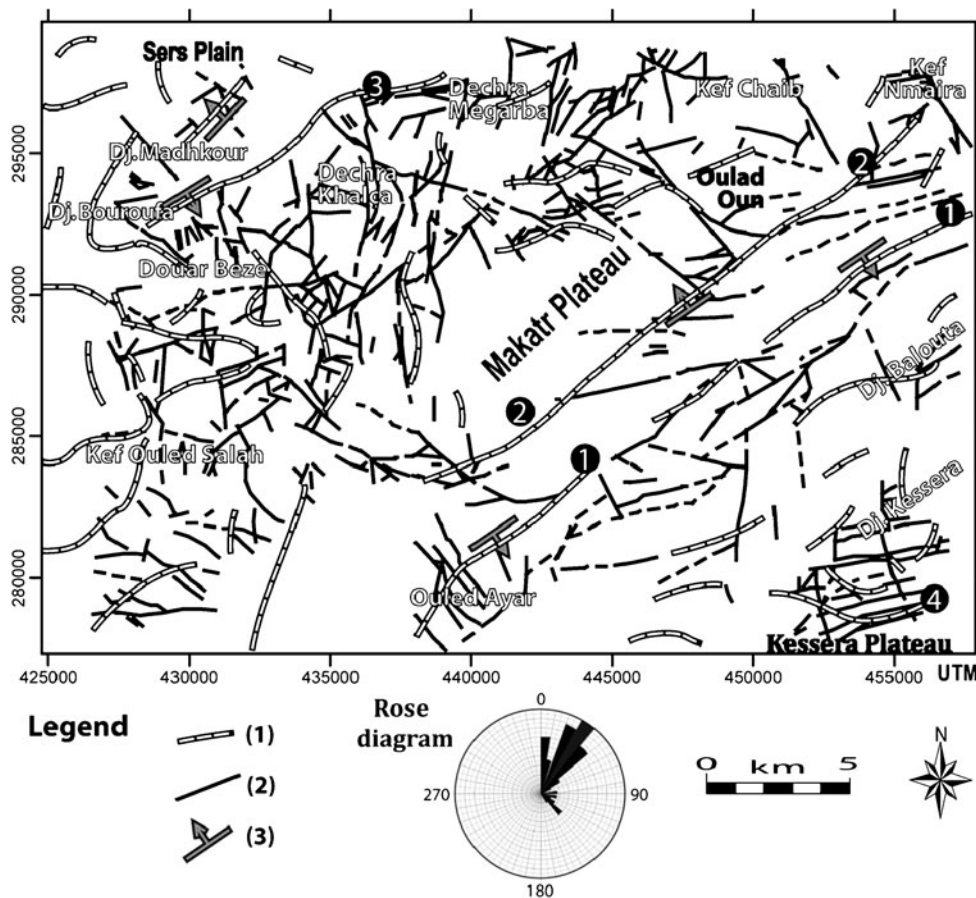 Sers Plain
3
Dechra
Megarba
Kef Chaib
Kef
Nmaira
295000
Dj.Madhkour
Dechra
Khalça
Oulad
Oun
2
1
Dj.Bouroufa
Douar Beze
290000
Makatr Plateau
Dj.Balouta
2
285000
Kef Ouled Salah
1
Dj.Kessera
280000
Ouled Ayar
4
Kessera Plateau
425000 430000 435000 440000 445000 450000 455000 UTM
Legend
(1)
(2)
(3)
Rose
diagram
0
270
90
180
0 km 5
N